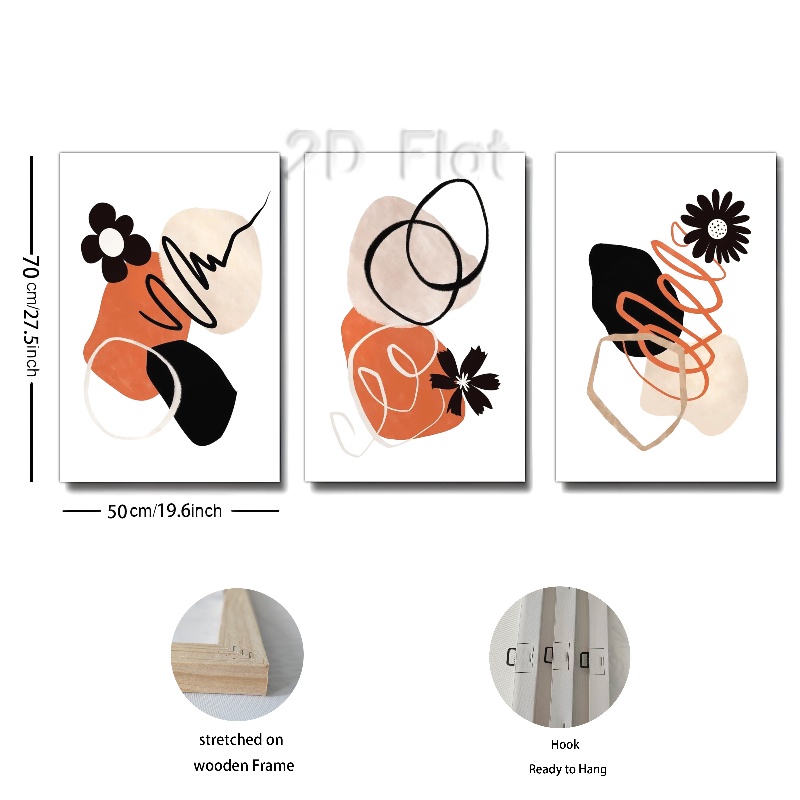 2D Flat
70 cm/27.5inch
50 cm/19.6inch
stretched on
wooden Frame
Hook
Ready to Hang